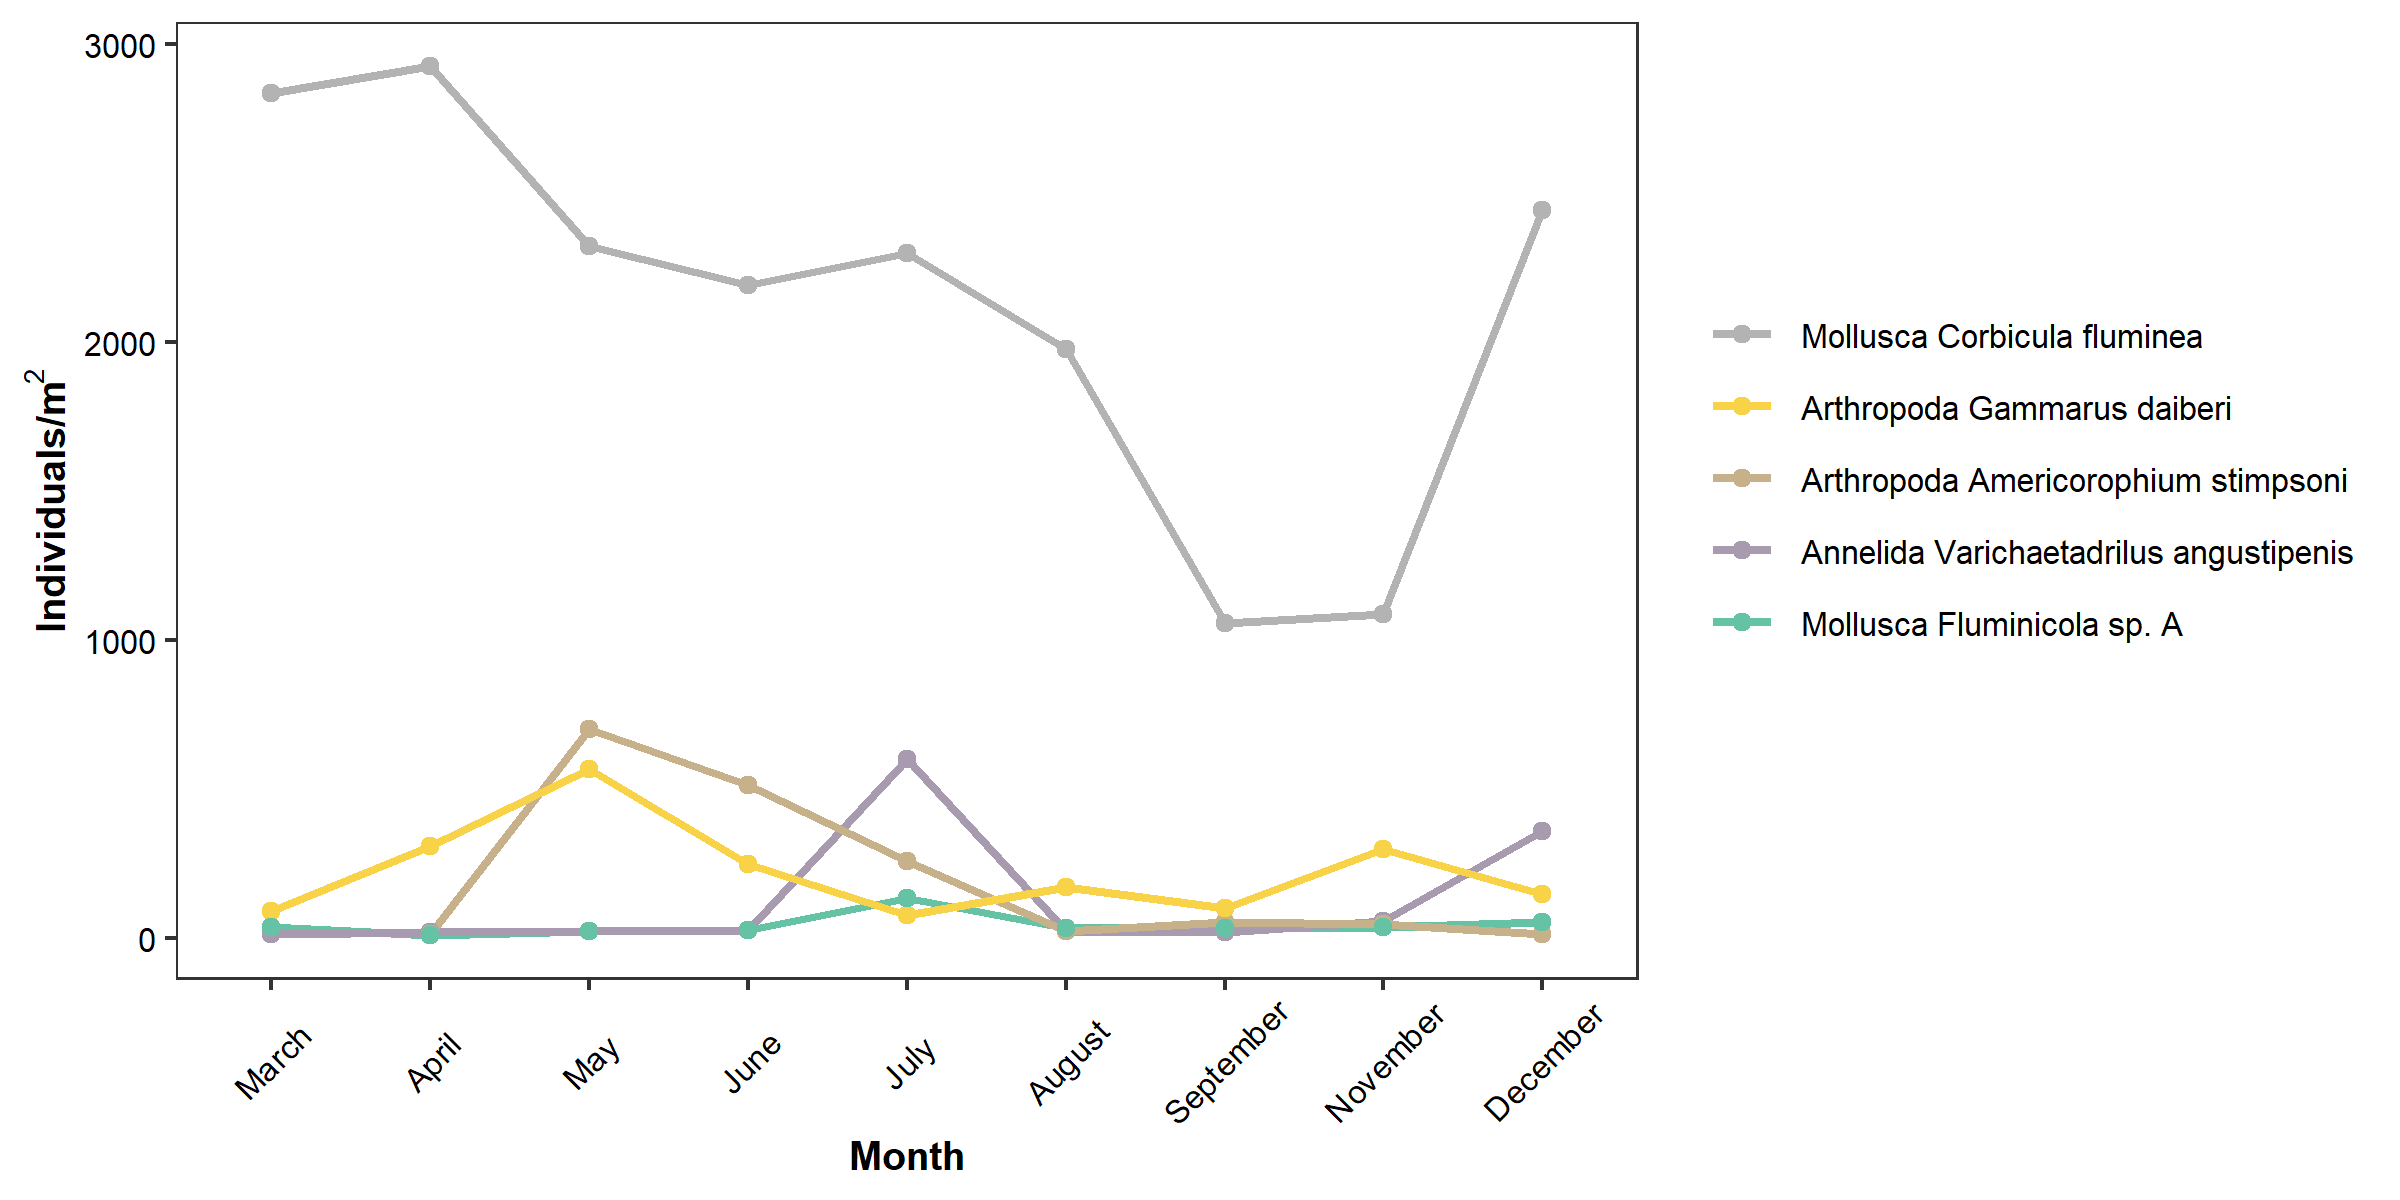 3000
2000
1000
0
Individuals/m²
March
April
May
June
July
August
September
November
December
Month
Mollusca Corbicula fluminea
Arthropoda Gammarus daiberi
Arthropoda Americorophium stimpsoni
Annelida Varichaetadrilus angustipenis
Mollusca Fluminicola sp. A